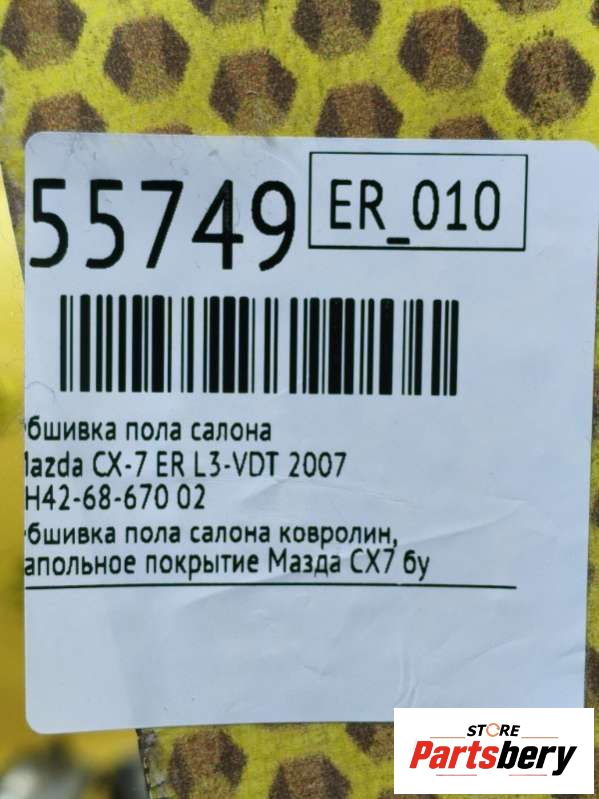 55749
ER_010
бшивка пола салона
lazda CX-7 ER L3-VDT 2007
H42-68-670 02
бшивка пола салона ковролин,
апольное покрытие Мазда CX7 бу
STORE
Partsbery